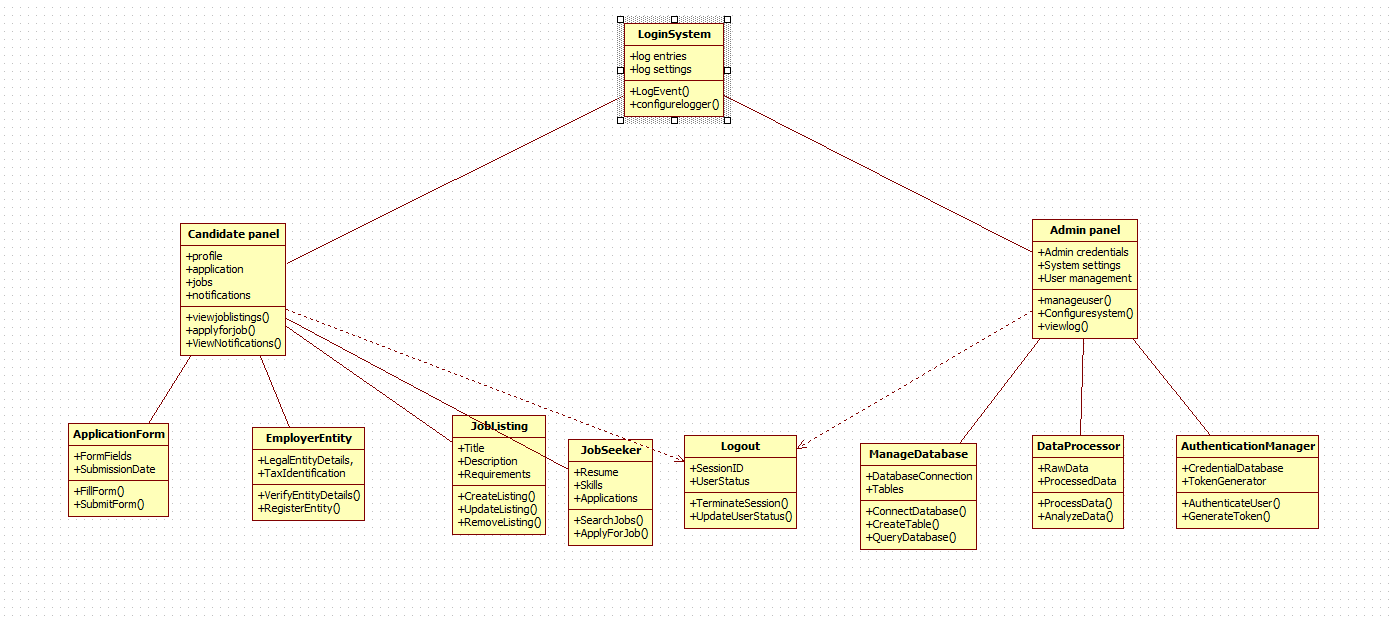 LoginSystem
+log entries
+log settings
+LogEvent()
+configurelogger()
Candidate panel
+profile
+application
+jobs
+notifications
+viewjoblistings()
+applyforjob()
+ViewNotifications()
Admin panel
+Admin credentials
+System settings
+User management
+manageuser()
+Configuresystem()
+viewlog()
ApplicationForm
+FormFields
+SubmissionDate
+FillForm()
+SubmitForm()
EmployerEntity
+LegalEntityDetails,
+TaxIdentification
+VerifyEntityDetails()
+RegisterEntity()
JobListing
+Title
+Description
+Requirements
+CreateListing()
+UpdateListing()
+RemoveListing()
JobSeeker
+Resume
+Skills
+Applications
+SearchJobs()
+ApplyForJob()
Logout
+SessionID
+UserStatus
+TerminateSession()
+UpdateUserStatus()
ManageDatabase
+DatabaseConnection
+Tables
+ConnectDatabase()
+CreateTable()
+QueryDatabase()
DataProcessor
+RawData
+ProcessedData
+ProcessData()
+AnalyzeData()
AuthenticationManager
+CredentialDatabase
+TokenGenerator
+AuthenticateUser()
+GenerateToken()